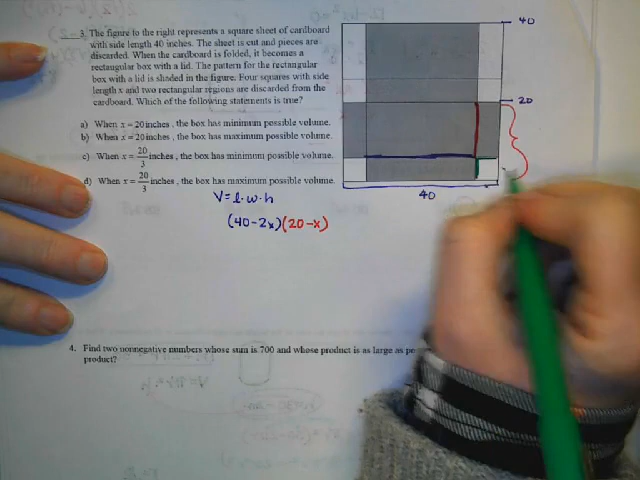 3. The figure to the right represents a square sheet of cardboard
with side length 40 inches. The sheet is cut and pieces are
discarded. When the cardboard is folded, it becomes a
rectangular box with a lid. The pattern for the rectangular
box with a lid is shaded in the figure. Four squares with side
length x and two rectangular regions are discarded from the
cardboard. Which of the following statements is true?
a) When x = 20 inches, the box has minimum possible volume.
b) When x = 20 inches, the box has maximum possible volume.
c) When x = 20/3 inches, the box has minimum possible volume.
d) When x = 20/3 inches, the box has maximum possible volume.
40
20
40
V = l·w·h
(40-2x)(20-x)
4. Find two nonnegative numbers whose sum is 700 and whose product is as large as
product?